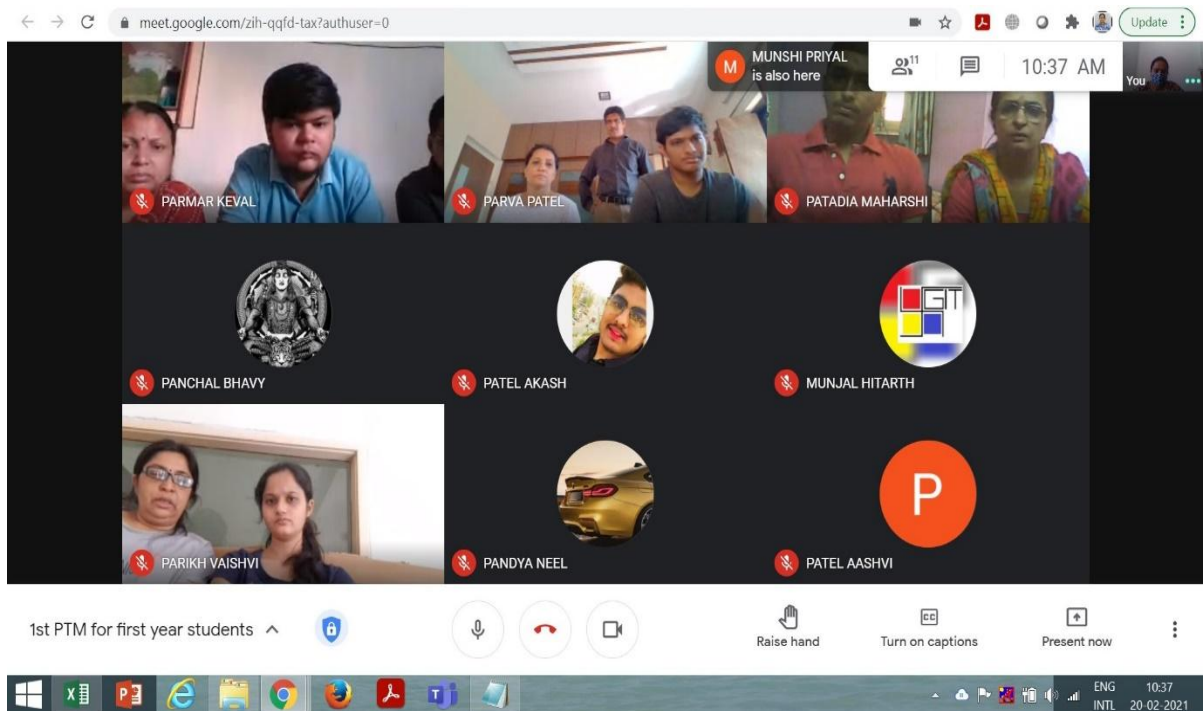 meet.google.com/zih-qqfd-tax?authuser=0
Update
MUNSHI PRIYAL
is also here
M
11
10:37 AM
You
PARMAR KEVAL
PARVA PATEL
PATADIA MAHARSHI
GIT
PANCHAL BHAVY
PATEL AKASH
MUNJAL HITARTH
P
PARIKH VAISHVI
PANDYA NEEL
PATEL AASHVI
1st PTM for first year students
Raise hand
CC
Turn on captions
Present now
ENG
INTL
10:37
20-02-2021